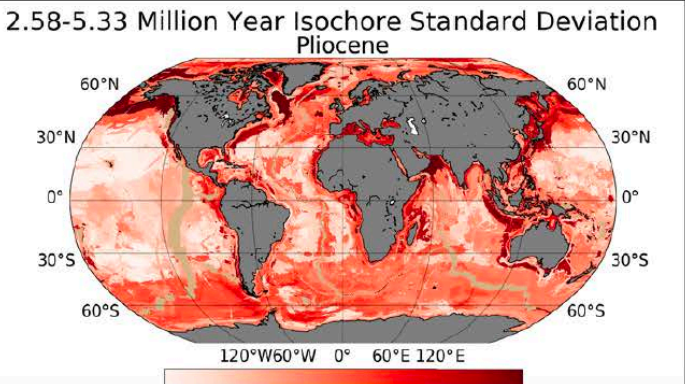 2.58-5.33 Million Year Isochore Standard Deviation
Pliocene
60°N 60°N
30°N 30°N
0° 0°
30°S 30°S
60°S 60°S
120°W60°W 0° 60°E 120°E